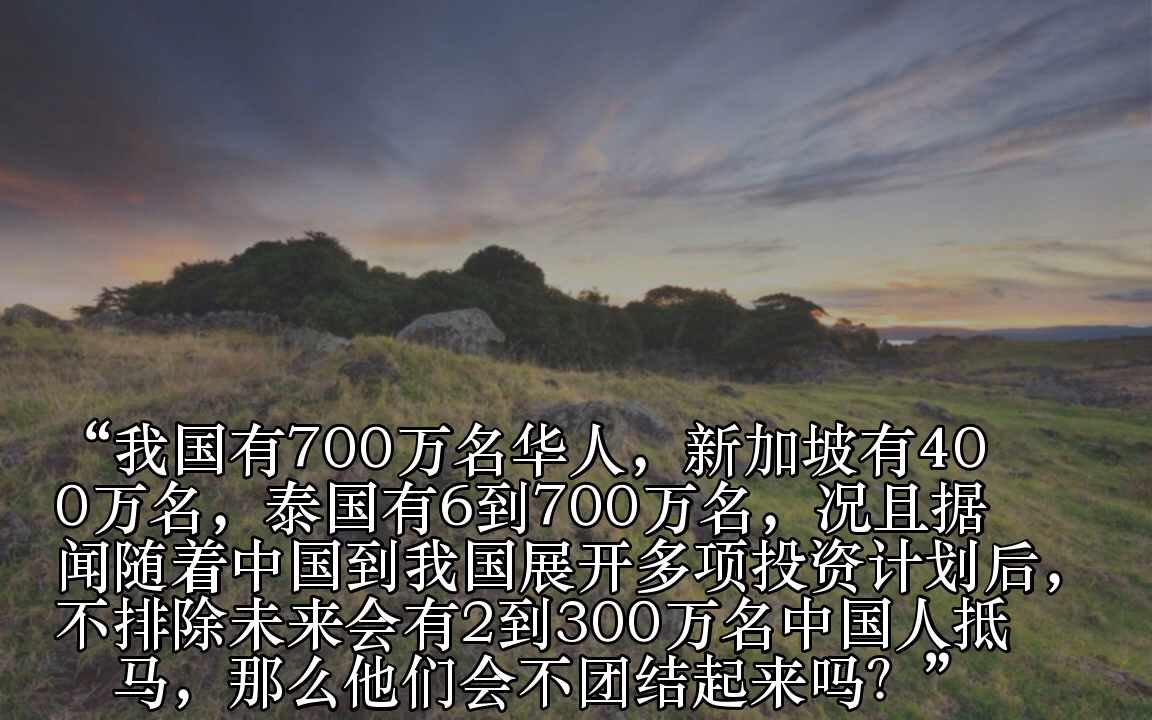 “我国有700万名华人，新加坡有40
0万名，泰国有6到700万名，况且据
闻随着中国到我国展开多项投资计划后，
不排除未来会有2到300万名中国人抵
马，那么他们会不团结起来吗？”